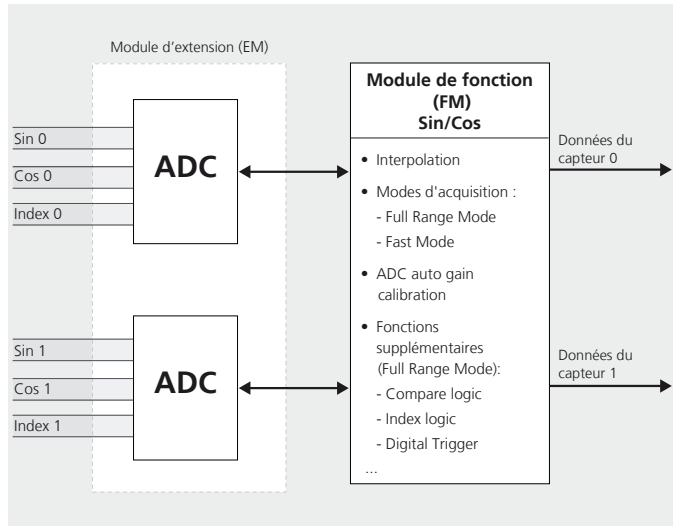 Module d'extension (EM)
Sin 0
Cos 0
Index 0
ADC
Sin 1
Cos 1
Index 1
ADC
Module de fonction
(FM)
Sin/Cos
• Interpolation
• Modes d'acquisition :
- Full Range Mode
- Fast Mode
• ADC auto gain
calibration
• Fonctions
supplémentaires
(Full Range Mode):
- Compare logic
- Index logic
- Digital Trigger
...
Données du
capteur 0
Données du
capteur 1